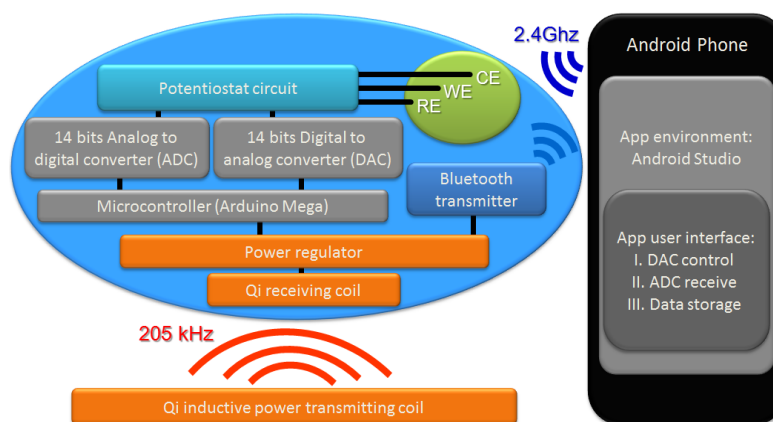 2.4Ghz
Android Phone
Potentiostat circuit
CE
WE
RE
14 bits Analog to
digital converter (ADC)
14 bits Digital to
analog converter (DAC)
App environment:
Android Studio
Bluetooth
transmitter
Microcontroller (Arduino Mega)
Power regulator
App user interface:
I. DAC control
II. ADC receive
III. Data storage
Qi receiving coil
205 kHz
Qi inductive power transmitting coil